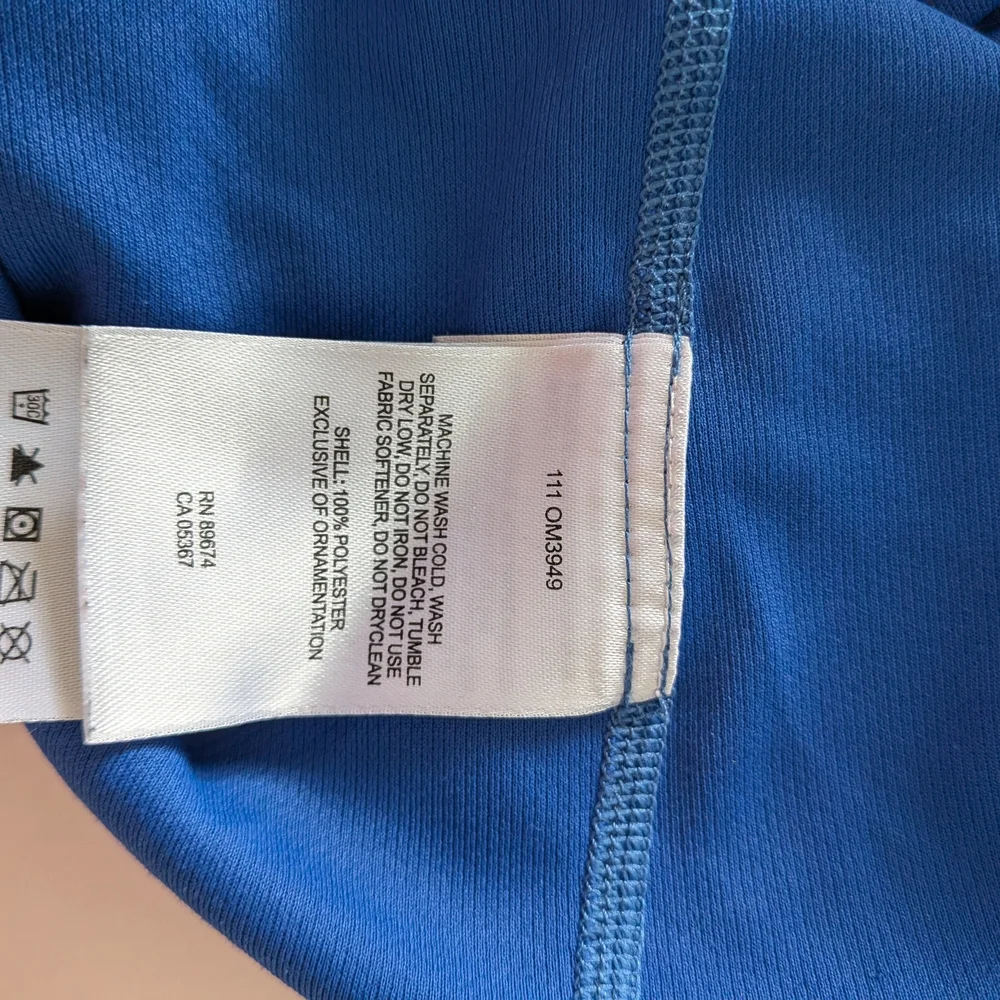 111 OM3949
MACHINE WASH COLD, WASH
SEPARATELY, DO NOT BLEACH, TUMBLE
DRY LOW, DO NOT IRON, DO NOT USE
FABRIC SOFTENER, DO NOT DRYCLEAN
SHELL: 100% POLYESTER
EXCLUSIVE OF ORNAMENTATION
RN 89674
CA 05367
30C